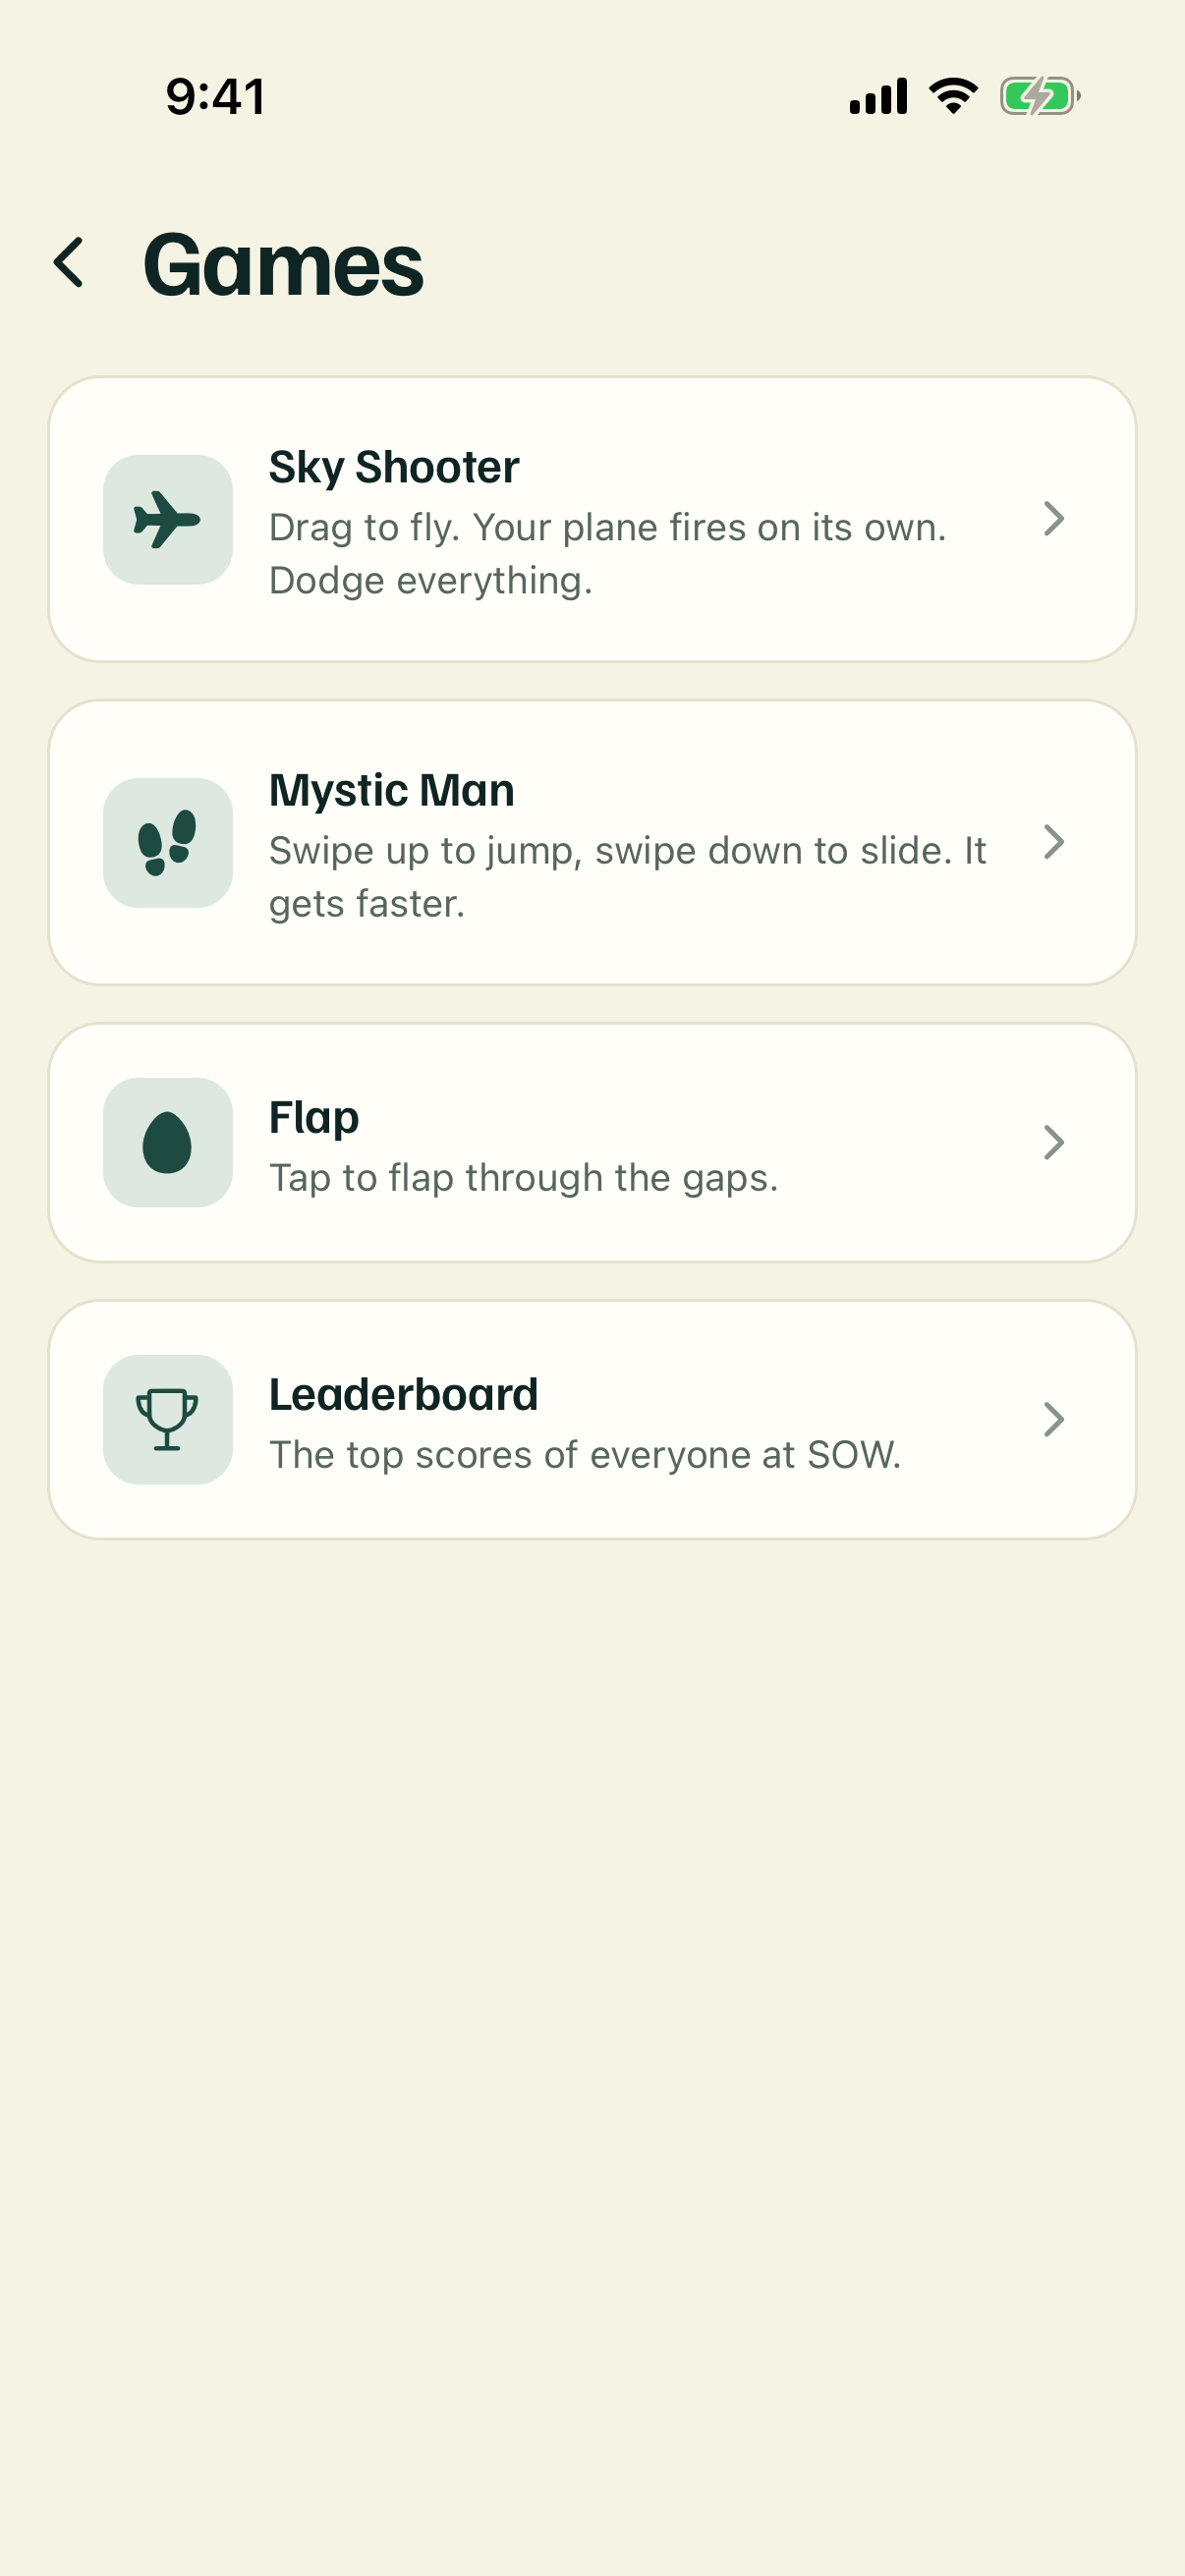 9:41
Games
Sky Shooter
Drag to fly. Your plane fires on its own.
Dodge everything.
Mystic Man
Swipe up to jump, swipe down to slide. It
gets faster.
Flap
Tap to flap through the gaps.
Leaderboard
The top scores of everyone at SOW.